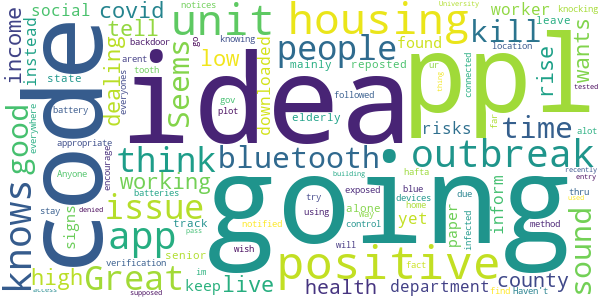 income
instead
social
covid
unit
tell
dealing
housing
kill
worker
notices
leave
University
knocking
people
found
rise
wants
code
Seems
low
downloaded
backdoor
knowing
go
arent
location
ur
tooth
everyones
mainly
reposted
connected
doing
tested
state
battery
idea
ppl
everywhere
good
appropriate
gov
plot
followed
elderly
risks
time
far
alot
Anyone
encourage
think
bluetooth
outbreak
knows
signs
stay
denied
working
batteries
try
exposed
blue
due
hafta
thru
building
recently
entry
issue
using
alone
way
devices
home
yet
paper
inform
method
sound
app
track
notified
control
infected
going
positive
pass
wish
will
fact
high
Great
verification
senior
im
keep
live
health
department
county
find
used
Haven't
access
supposed